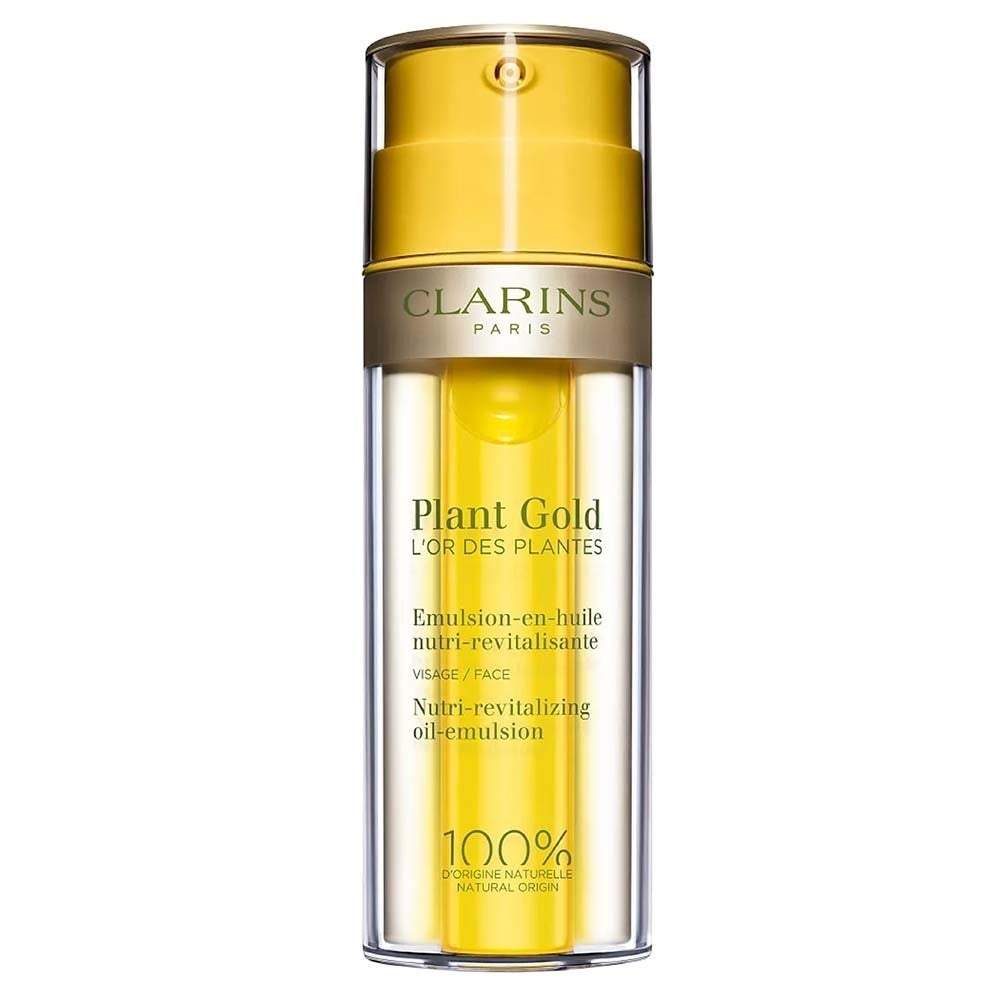 CLARINS
PARIS
Plant Gold
L'OR DES PLANTES
Emulsion-en-huile
nutri-revitalisante
VISAGE / FACE
Nutri-revitalizing
oil-emulsion
100%
D'ORIGINE NATURELLE
NATURAL ORIGIN